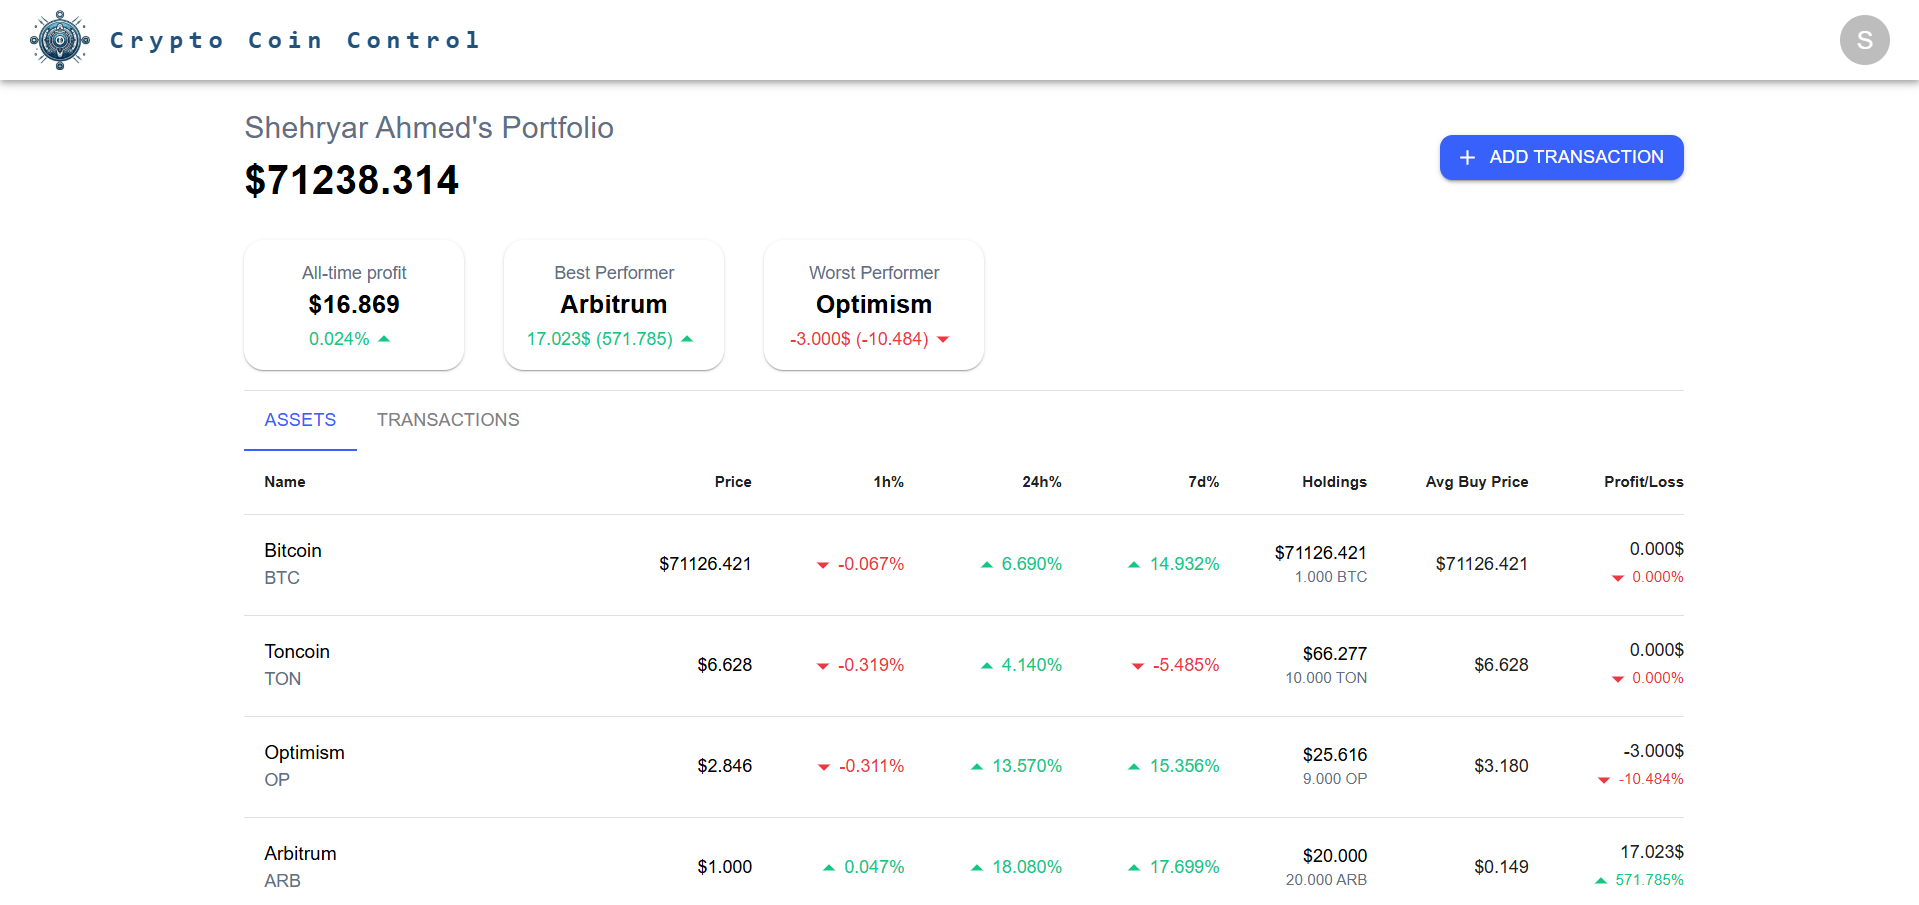 Crypto Coin Control
S
Shehryar Ahmed's Portfolio
$71238.314
+ ADD TRANSACTION
All-time profit
$16.869
0.024%
Best Performer
Arbitrum
17.023$ (571.785)
Worst Performer
Optimism
-3.000$ (-10.484)
ASSETS TRANSACTIONS
Name Price 1h% 24h% 7d% Holdings Avg Buy Price Profit/Loss
Bitcoin $71126.421 -0.067% 6.690% 14.932% $71126.421 $71126.421 0.000$
BTC 1.000 BTC 0.000%
Toncoin $6.628 -0.319% 4.140% -5.485% $66.277 $6.628 0.000$
TON 10.000 TON 0.000%
Optimism $2.846 -0.311% 13.570% 15.356% $25.616 $3.180 -3.000$
OP 9.000 OP -10.484%
Arbitrum $1.000 0.047% 18.080% 17.699% $20.000 $0.149 17.023$
ARB 20.000 ARB 571.785%